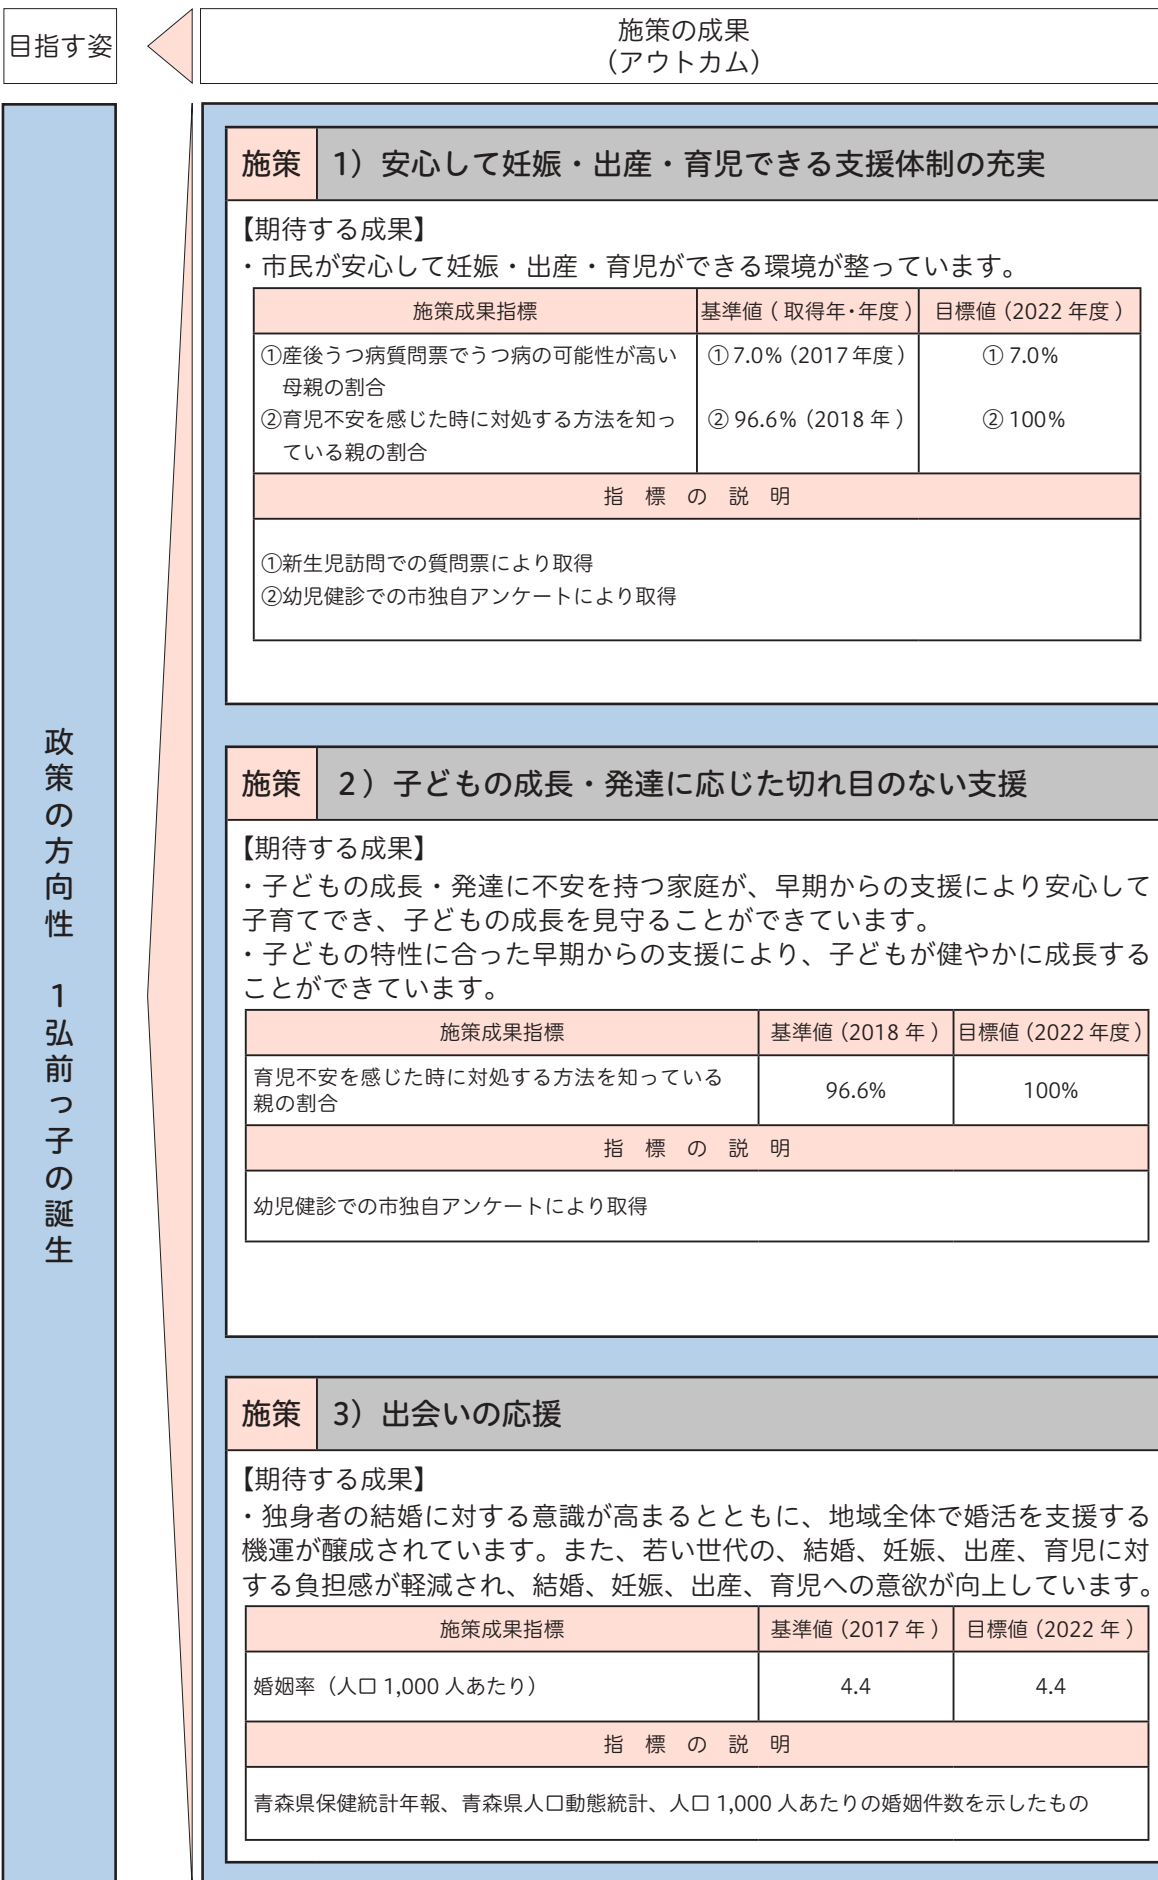 目指す姿
施策の成果
（アウトカム）
政策の方向性 1 弘前っ子の誕生
施策 1）安心して妊娠・出産・育児できる支援体制の充実
【期待する成果】
・市民が安心して妊娠・出産・育児ができる環境が整っています。
施策成果指標 基準値（取得年・年度） 目標値（2022 年度）
①産後うつ病質問票でうつ病の可能性が高い ① 7.0%（2017 年度） ① 7.0%
母親の割合
②育児不安を感じた時に対処する方法を知っ ② 96.6%（2018 年） ② 100%
ている親の割合
指 標 の 説 明
①新生児訪問での質問票により取得
②幼児健診での市独自アンケートにより取得
施策 2）子どもの成長・発達に応じた切れ目のない支援
【期待する成果】
・子どもの成長・発達に不安を持つ家庭が、早期からの支援により安心して
子育てでき、子どもの成長を見守ることができています。
・子どもの特性に合った早期からの支援により、子どもが健やかに成長する
ことができています。
施策成果指標 基準値（2018 年） 目標値（2022 年度）
育児不安を感じた時に対処する方法を知っている
親の割合 96.6% 100%
指 標 の 説 明
幼児健診での市独自アンケートにより取得
施策 3）出会いの応援
【期待する成果】
・独身者の結婚に対する意識が高まるとともに、地域全体で婚活を支援する
機運が醸成されています。また、若い世代の、結婚、妊娠、出産、育児に対
する負担感が軽減され、結婚、妊娠、出産、育児への意欲が向上しています。
施策成果指標 基準値（2017 年） 目標値（2022 年）
婚姻率（人口 1,000 人あたり） 4.4 4.4
指 標 の 説 明
青森県保健統計年報、青森県人口動態統計、人口 1,000 人あたりの婚姻件数を示したもの